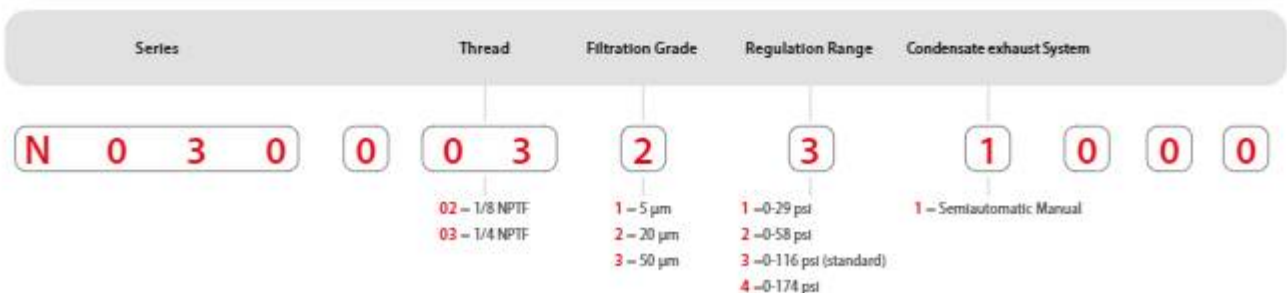 Series Thread Filtration Grade Regulation Range Condensate exhaust System
N 0 3 0 0 0 3 2 3 1 0 0 0
02 = 1/8 NPTF 1 = 5 µm 1 =0-29 psi 1 = Semiautomatic Manual
03 = 1/4 NPTF 2 = 20 µm 2 =0-58 psi
3 = 50 µm 3 =0-116 psi (standard)
4 =0-174 psi